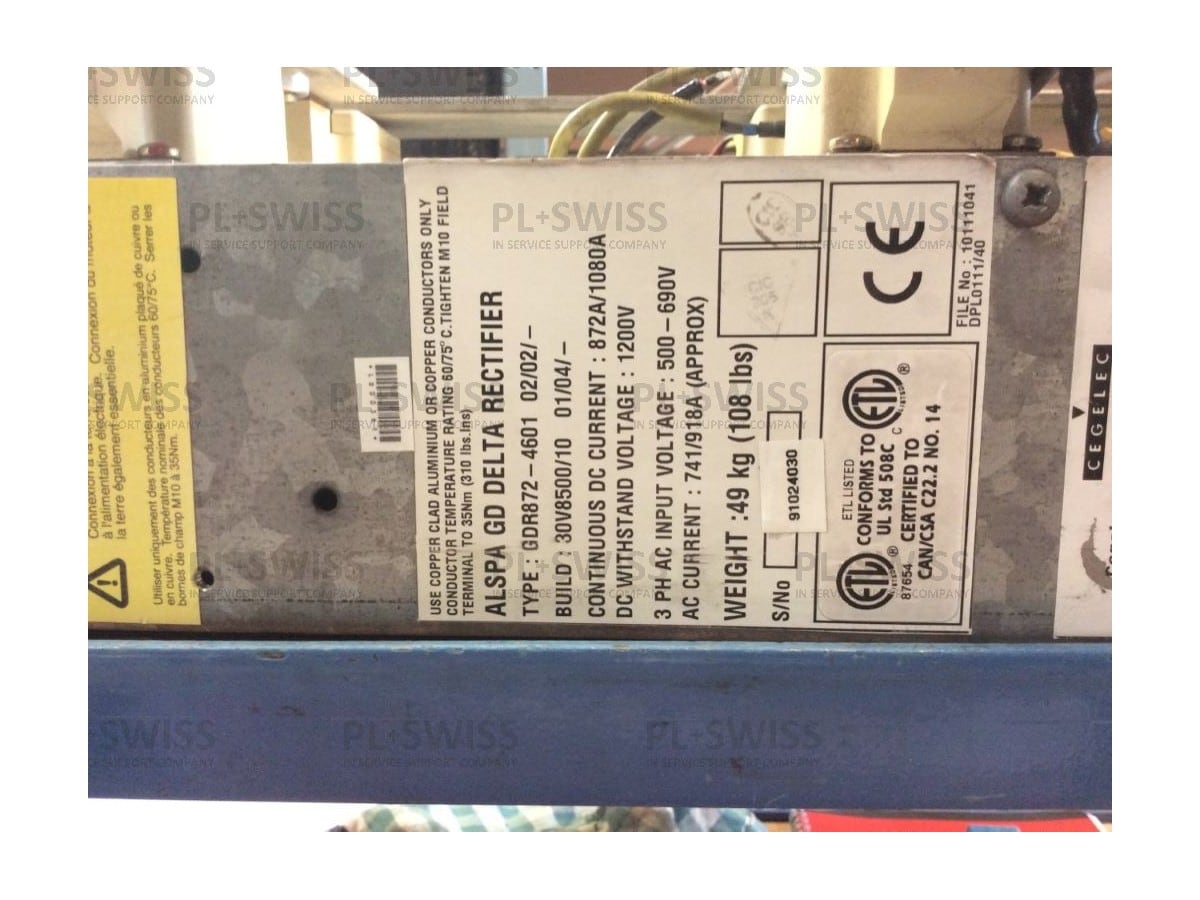 Connexion à la
à l'alimentation électrique. Connexion du moteur à
la terre également essentielle.
Utiliser uniquement des conducteurs en aluminium plaqué de cuivre ou
en cuivre. Température nominale des conducteurs 60/75°C. Serrer les
bornes de champ M10 à 35Nm.
USE COPPER CLAD ALUMINIUM OR COPPER CONDUCTORS ONLY
CONDUCTOR TEMPERATURE RATING 60/75° C.TIGHTEN M10 FIELD
TERMINAL TO 35Nm (310 lbs.Ins)
ALSPA GD DELTA RECTIFIER
TYPE : GDR872-4601 02/02/-
BUILD : 30V8500/10 01/04/-
CONTINUOUS DC CURRENT : 872A/1080A
DC WITHSTAND VOLTAGE : 1200V
3 PH AC INPUT VOLTAGE : 500-690V
AC CURRENT : 741/918A (APPROX)
WEIGHT :49 kg (108 lbs)
S/No
91024030
ETL LISTED
CONFORMS TO
UL Std 508C
CERTIFIED TO
CAN/CSA C22.2 NO. 14
ETL
87654
C
ETL
CE
FILE No : 10111041
DPL0111/40
CEGELEC
PL+SWISS
IN SERVICE SUPPORT COMPANY